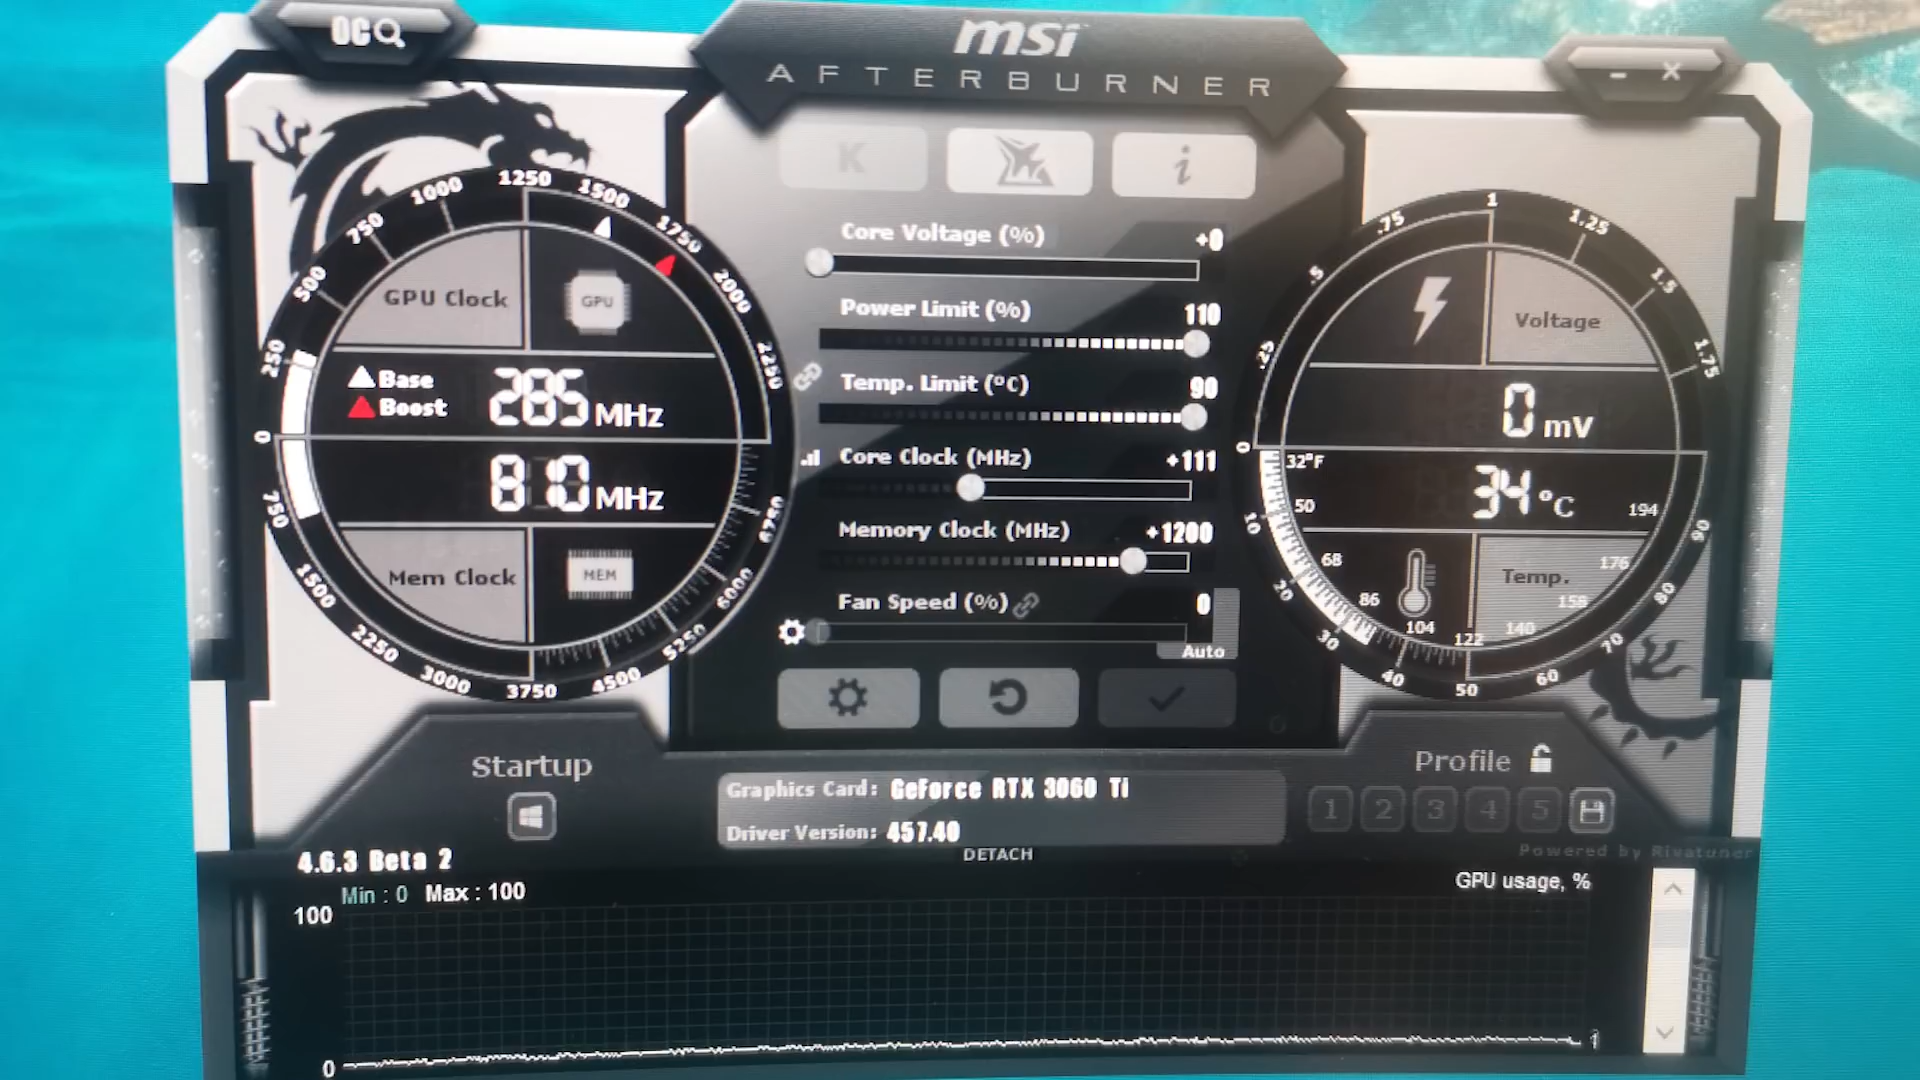 OC
msi
AFTERBURNER
K
i
Core Voltage (%) +0
Power Limit (%) 110
Temp. Limit (°C) 90
Core Clock (MHz) +111
Memory Clock (MHz) +1200
Fan Speed (%) 0
Auto
0 250 500 750 1000 1250 1500 1750 2000 2250
GPU Clock
GPU
Base
Boost
285 MHz
810 MHz
Mem Clock
MEM
750 1500 2250 3000 3750 4500 5250 6000 6750
0 .25 .5 .75 1 1.25 1.5 1.75
Voltage
0 mV
34 °C
Temp.
32°F 50 68 86 104 122 140 158 176 194
10 20 30 40 50 60 70 80 90
Startup
Graphics Card: GeForce RTX 3060 Ti
Driver Version: 457.40
DETACH
Profile
1 2 3 4 5
Powered by Rivatuner
4.6.3 Beta 2
Min : 0 Max : 100
GPU usage, %
100
0
1